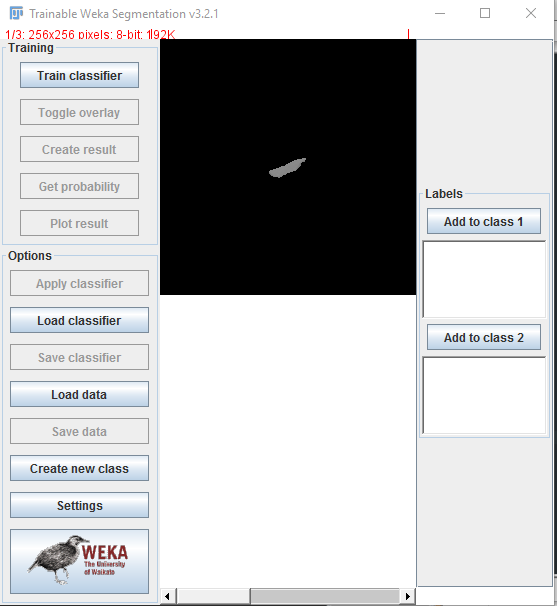 Trainable Weka Segmentation v3.2.1
1/3; 256x256 pixels; 8-bit; 192K
Training
Train classifier
Toggle overlay
Create result
Get probability
Plot result
Options
Apply classifier
Load classifier
Save classifier
Load data
Save data
Create new class
Settings
WEKA
The University
of Waikato
Labels
Add to class 1
Add to class 2